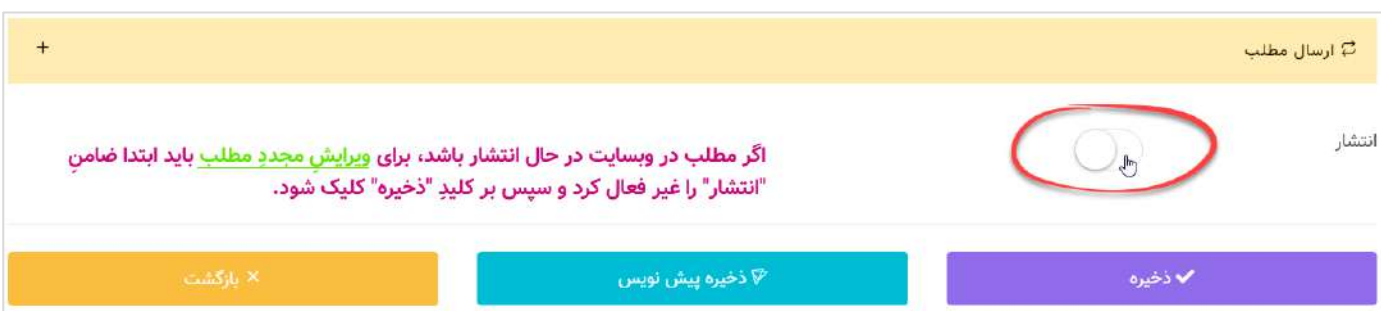 ارسال مطلب
+
انتشار
اگر مطلب در وبسایت در حال انتشار باشد، برای ویرایشِ مجددِ مطلب باید ابتدا ضامنِ
"انتشار" را غیر فعال کرد و سپس بر کلیدِ "ذخیره" کلیک شود.
ذخیره
ذخیره پیش نویس
بازگشت